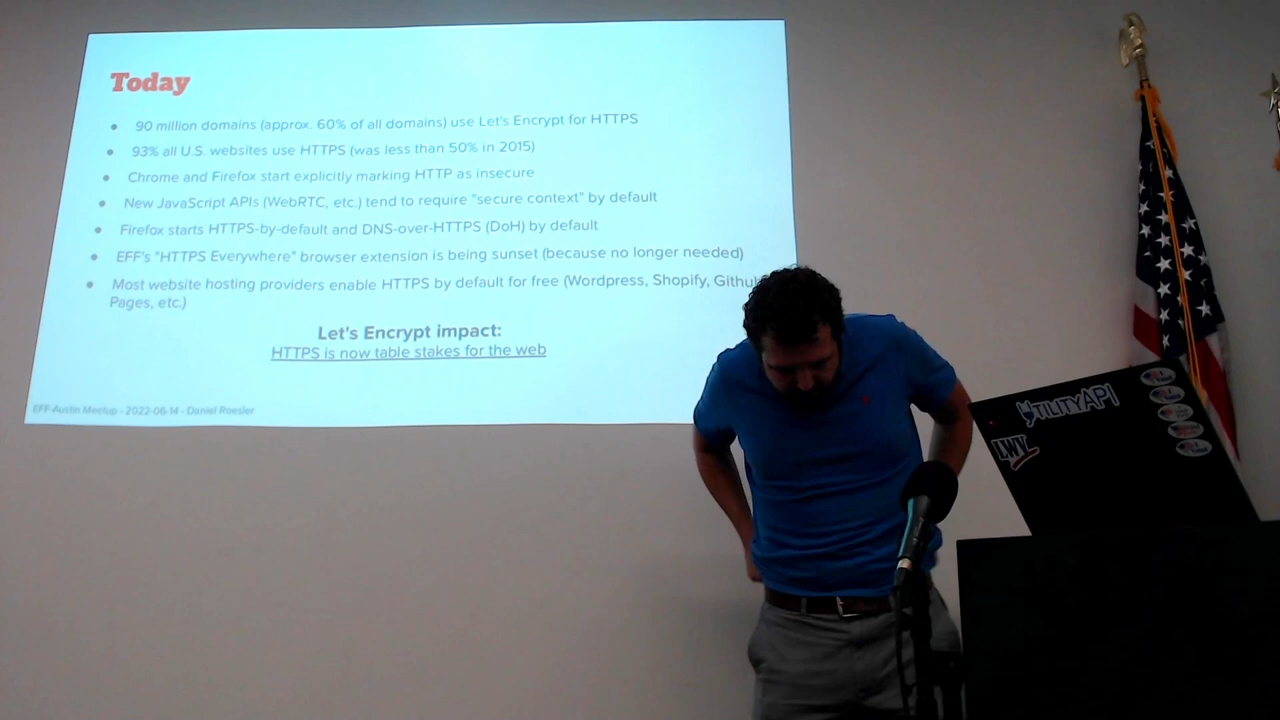 Today
90 million domains (approx. 60% of all domains) use Let's Encrypt for HTTPS
93% all U.S. websites use HTTPS (was less than 50% in 2015)
Chrome and Firefox start explicitly marking HTTP as insecure
New JavaScript APIs (WebRTC, etc.) tend to require "secure context" by default
Firefox starts HTTPS-by-default and DNS-over-HTTPS (DoH) by default
EFF's "HTTPS Everywhere" browser extension is being sunset (because no longer needed)
Most website hosting providers enable HTTPS by default for free (Wordpress, Shopify, Github
Pages, etc.)
Let's Encrypt impact:
HTTPS is now table stakes for the web
EFF-Austin Meetup - 2022-06-14 - Daniel Roesler
UTILITYAPI
LWV